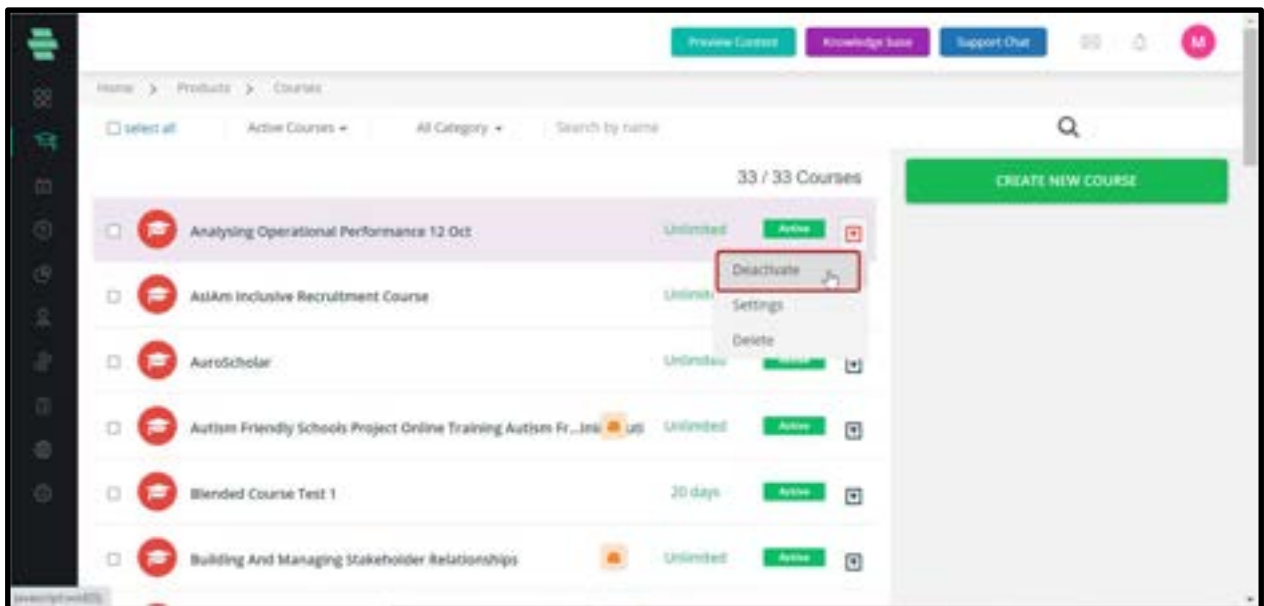 Preview Content Knowledge base Support Chat M
Home > Products > Courses
select all Active Courses All Category Search by name
33 / 33 Courses CREATE NEW COURSE
Analysing Operational Performance 12 Oct Unlimited Active
Deactivate
AsIAm Inclusive Recruitment Course
Settings
Delete
AuroScholar Unlimited
Autism Friendly Schools Project Online Training Autism Fr... Unlimited Active
Blended Course Test 1 20 days Active
Building And Managing Stakeholder Relationships Unlimited Active